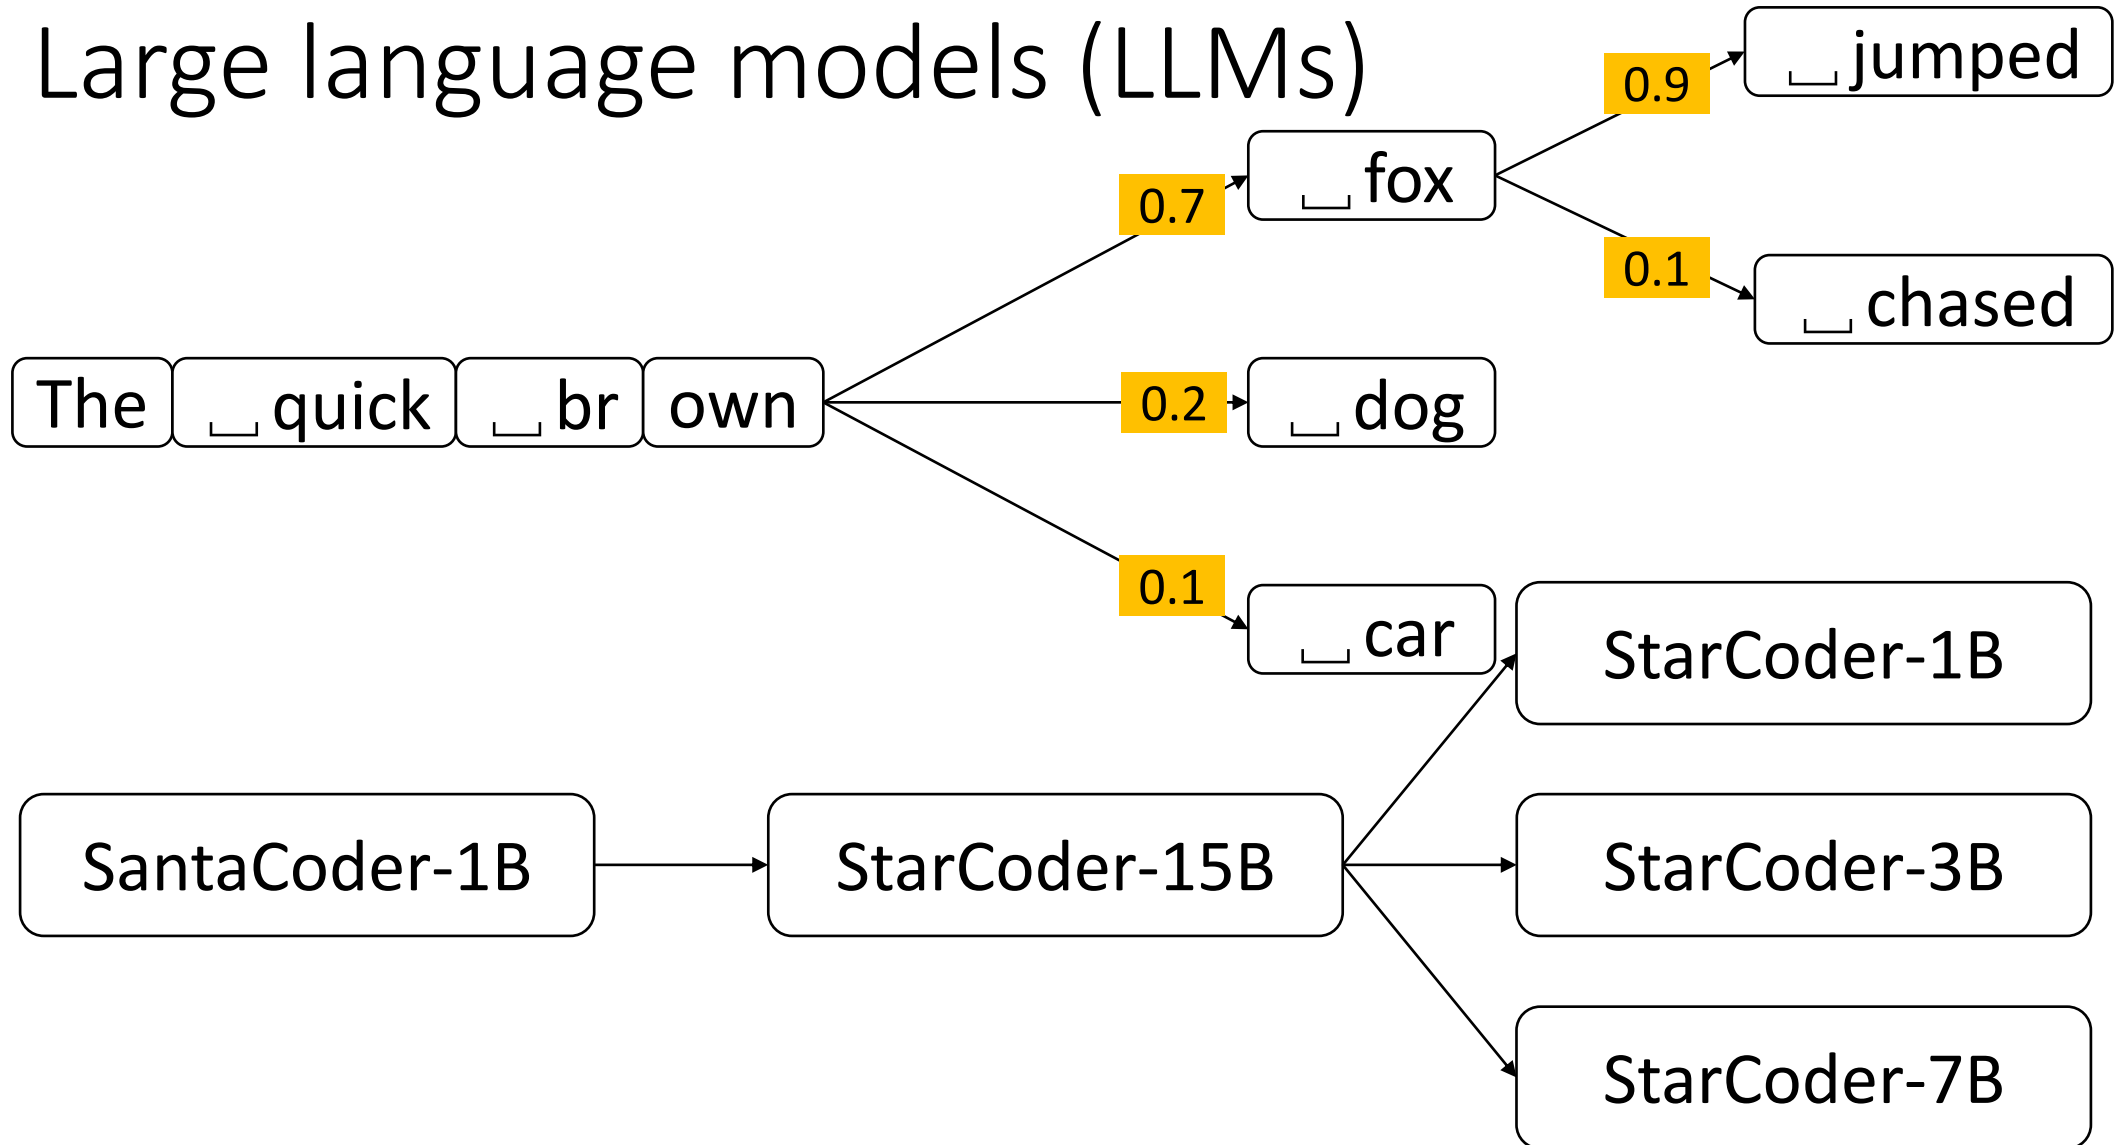 Large language models (LLMs)
␣jumped
0.9
␣fox
0.7
0.1
␣chased
The ␣quick ␣br own
0.2
␣dog
0.1
␣car
StarCoder-1B
SantaCoder-1B
StarCoder-15B
StarCoder-3B
StarCoder-7B